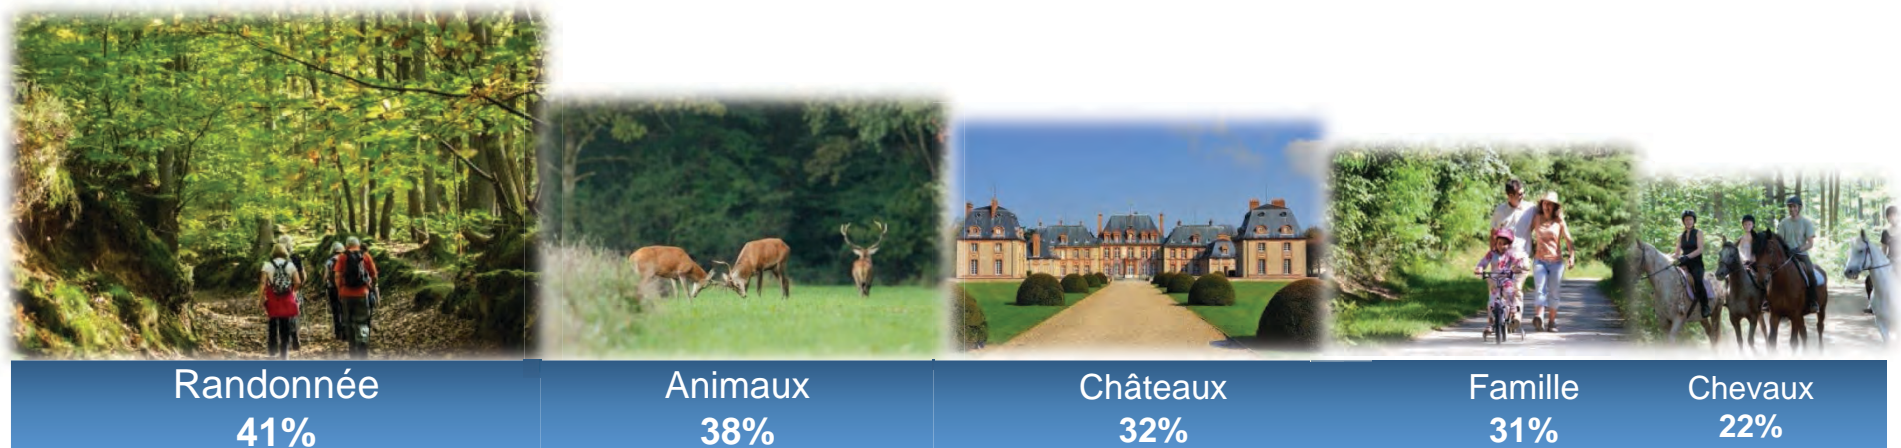 Randonnée
41%
Animaux
38%
Châteaux
32%
Famille
31%
Chevaux
22%